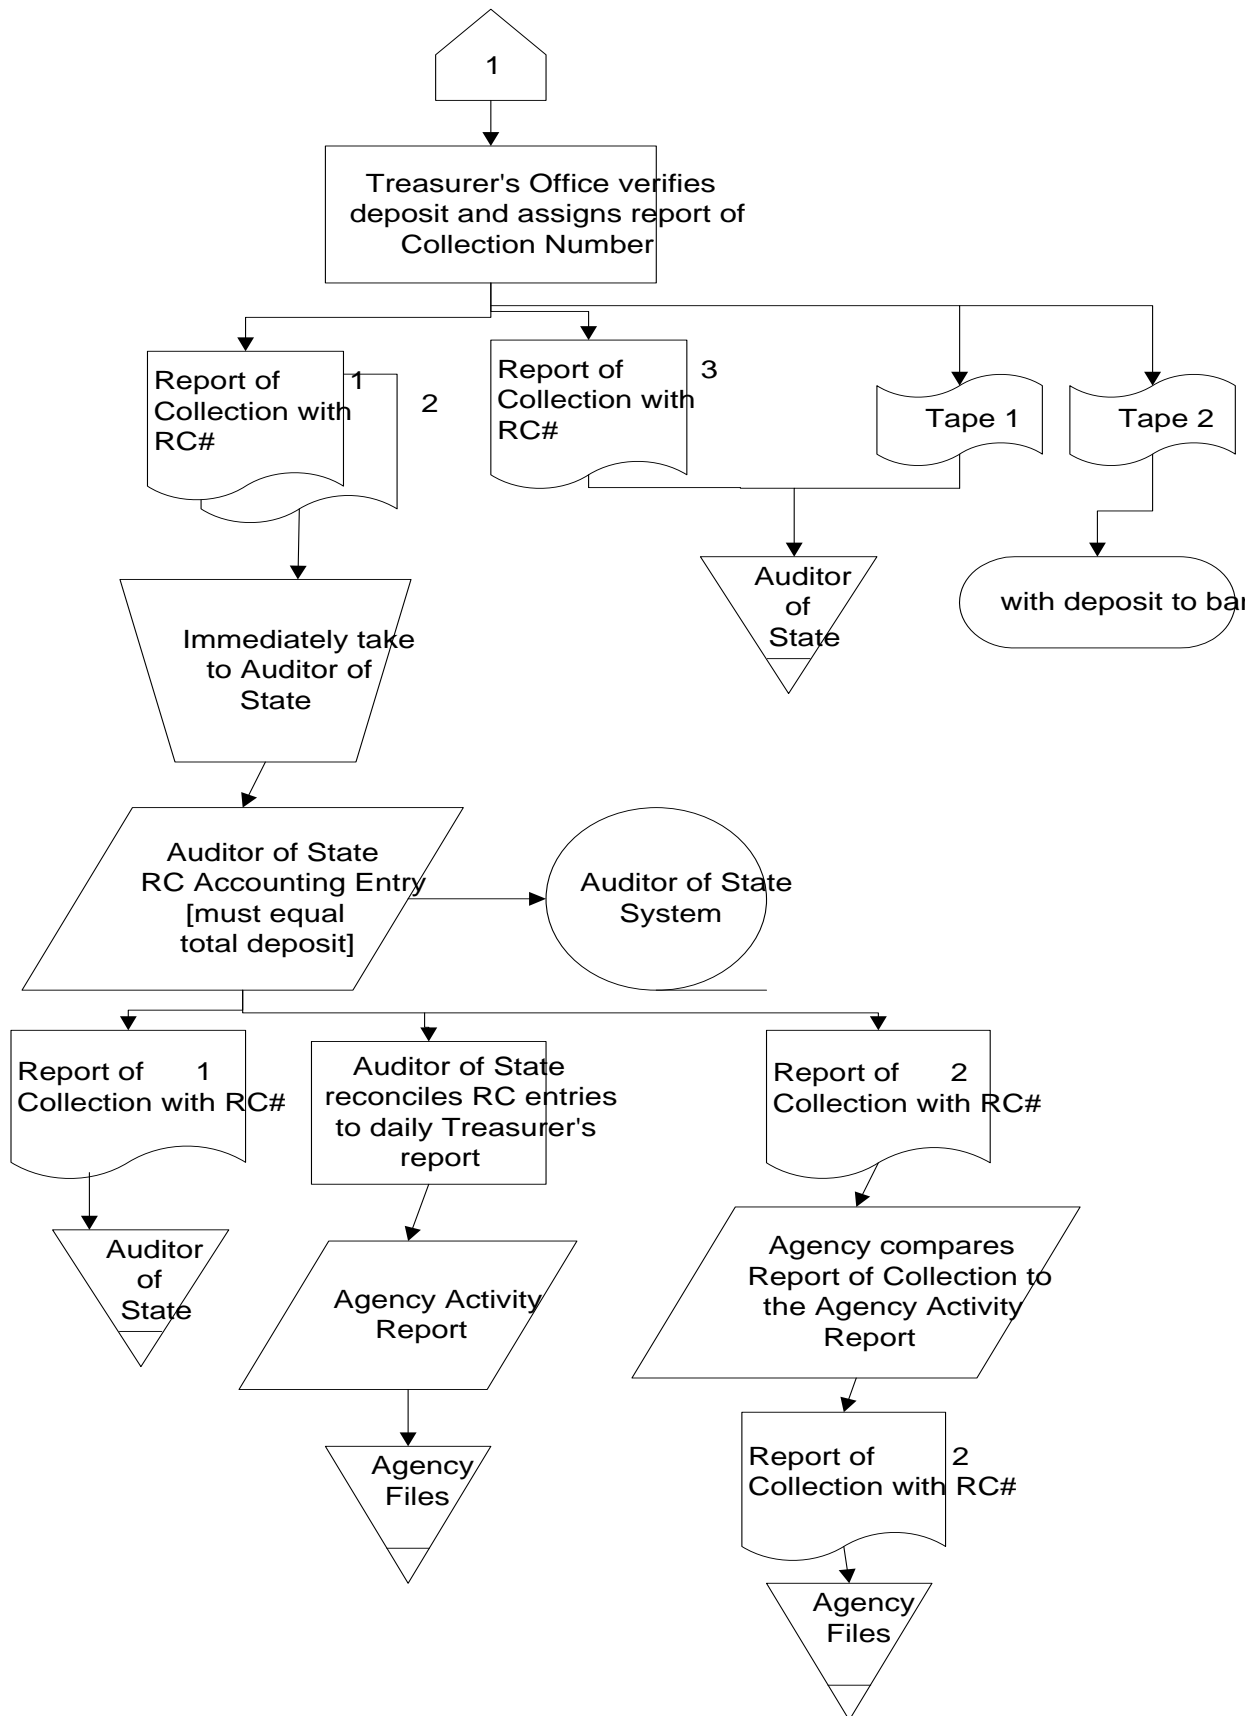 1
Treasurer's Office verifies
deposit and assigns report of
Collection Number
Report of
Collection with
RC#
1
2
Report of
Collection with
RC#
3
Tape 1
Tape 2
Immediately take
to Auditor of
State
Auditor
of
State
with deposit to bar
Auditor of State
RC Accounting Entry
[must equal
total deposit]
Auditor of State
System
Report of 1
Collection with RC#
Auditor of State
reconciles RC entries
to daily Treasurer's
report
Report of 2
Collection with RC#
Auditor
of
State
Agency Activity
Report
Agency compares
Report of Collection to
the Agency Activity
Report
Agency
Files
Report of 2
Collection with RC#
Agency
Files